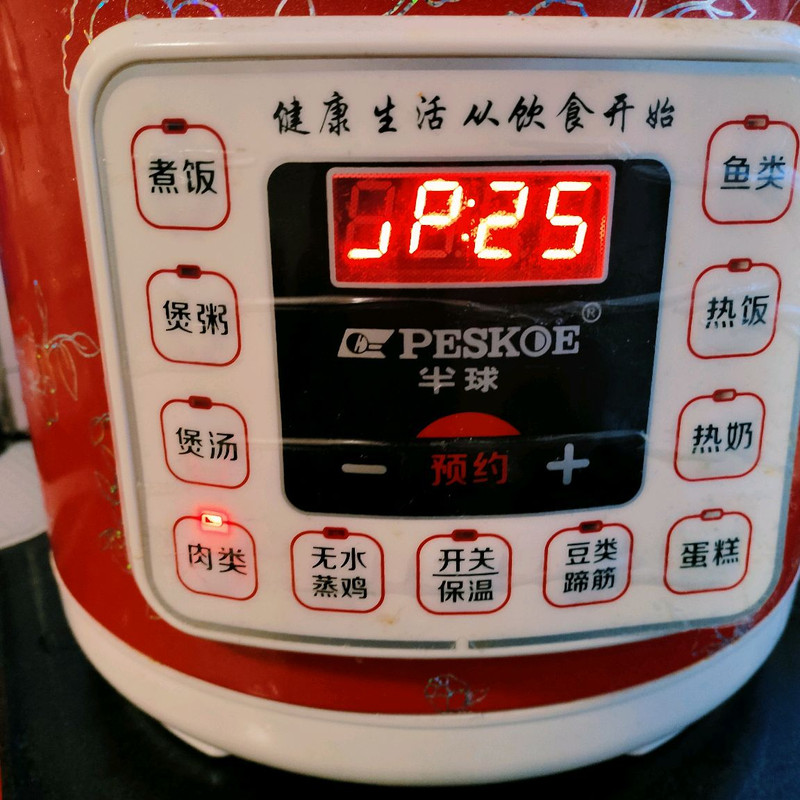 健康生活从饮食开始
煮饭
鱼类
JP:25
煲粥
热饭
PESKOE®
半球
煲汤
热奶
− 预约 +
肉类
无水
蒸鸡
开关
保温
豆类
蹄筋
蛋糕